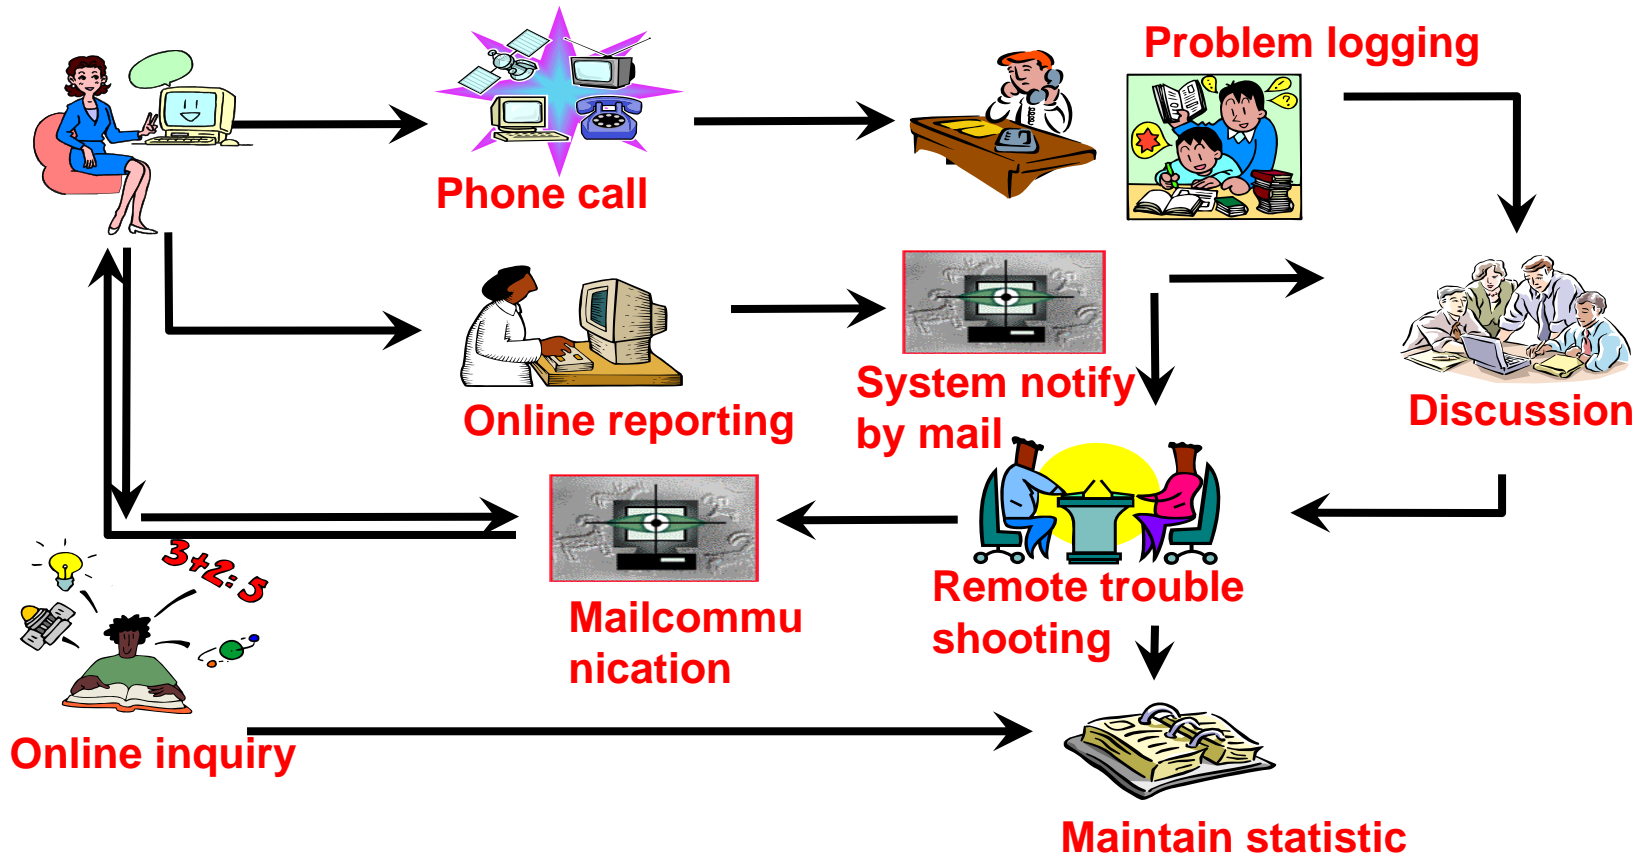 Problem logging
Phone call
System notify
by mail
Online reporting
Discussion
3+2=5
Remote trouble
shooting
Mailcommu
nication
Online inquiry
Maintain statistic